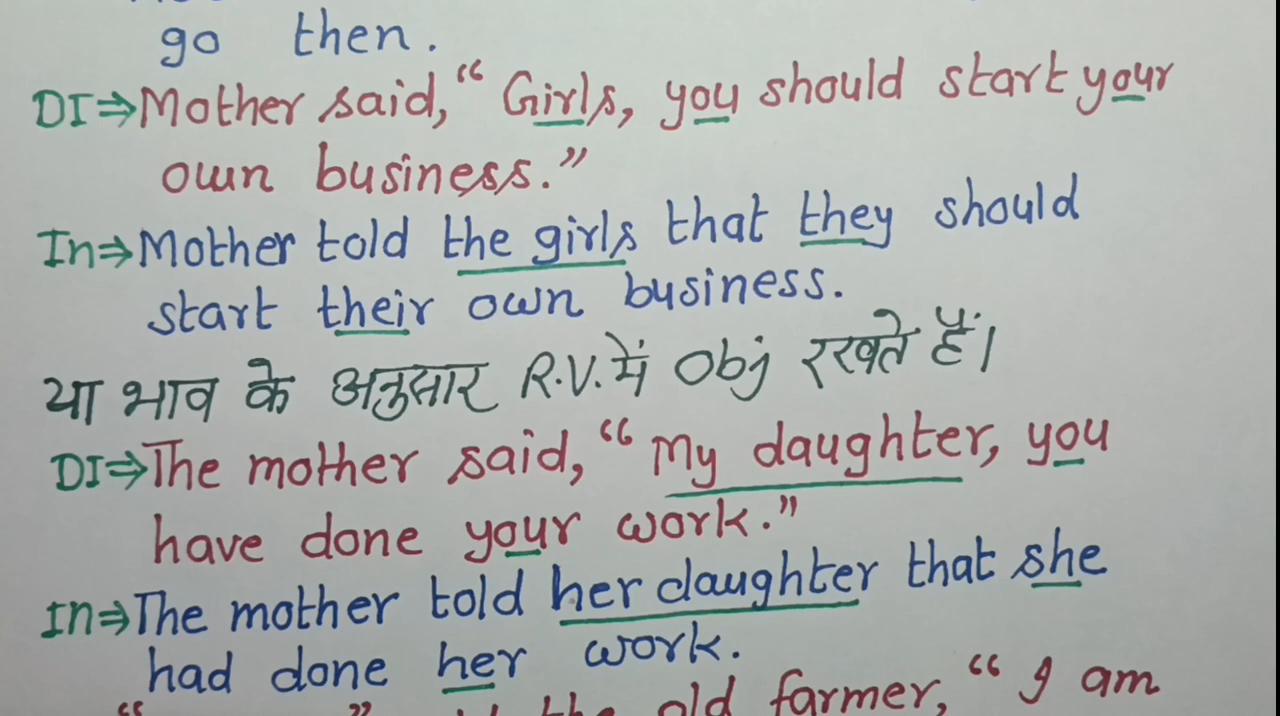 go then.
DI⇒Mother said, “Girls, you should start your
own business.”
In⇒Mother told the girls that they should
start their own business.
या भाव के अनुसार R.V. में Obj रखते हैं।
DI⇒The mother said, “My daughter, you
have done your work.”
In⇒The mother told her daughter that she
had done her work.
the old farmer, “I am